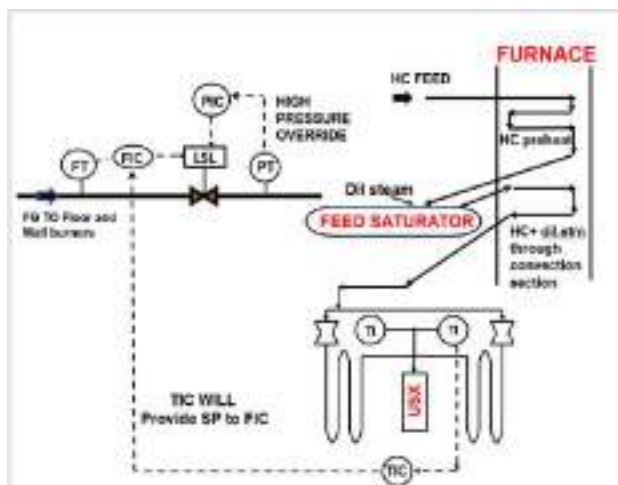 FURNACE
HC FEED
PIC
HIGH
PRESSURE
OVERRIDE
HC preheat
FT
FIC
LSL
PT
Dil steam
FG TO Floor and
Wall burners
FEED SATURATOR
HC+ dil.stm
through
convection
section
TI
TI
USX
TIC WILL
Provide SP to FIC
TIC